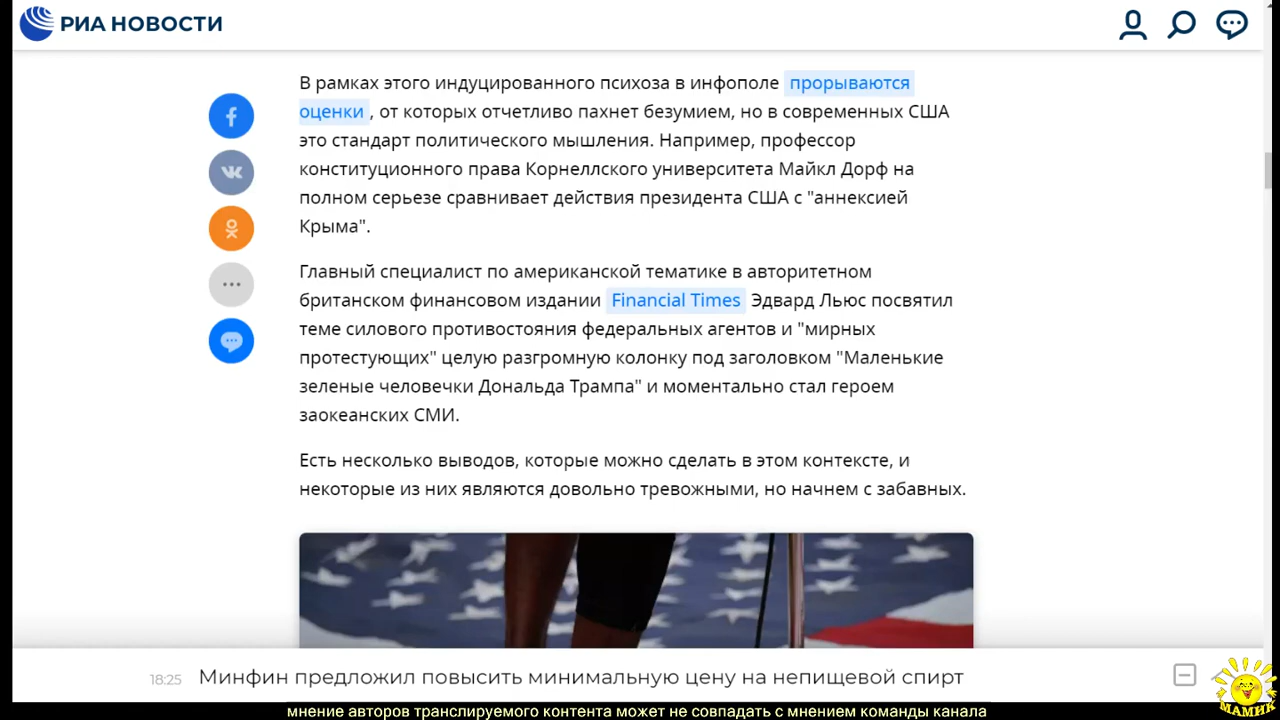 РИА НОВОСТИ
В рамках этого индуцированного психоза в инфополе прорываются
оценки , от которых отчетливо пахнет безумием, но в современных США
это стандарт политического мышления. Например, профессор
конституционного права Корнеллского университета Майкл Дорф на
полном серьезе сравнивает действия президента США с "аннексией
Крыма".
Главный специалист по американской тематике в авторитетном
британском финансовом издании Financial Times Эдвард Льюс посвятил
теме силового противостояния федеральных агентов и "мирных
протестующих" целую разгромную колонку под заголовком "Маленькие
зеленые человечки Дональда Трампа" и моментально стал героем
заокеанских СМИ.
Есть несколько выводов, которые можно сделать в этом контексте, и
некоторые из них являются довольно тревожными, но начнем с забавных.
18:25 Минфин предложил повысить минимальную цену на непищевой спирт
МАМИК
мнение авторов транслируемого контента может не совпадать с мнением команды канала